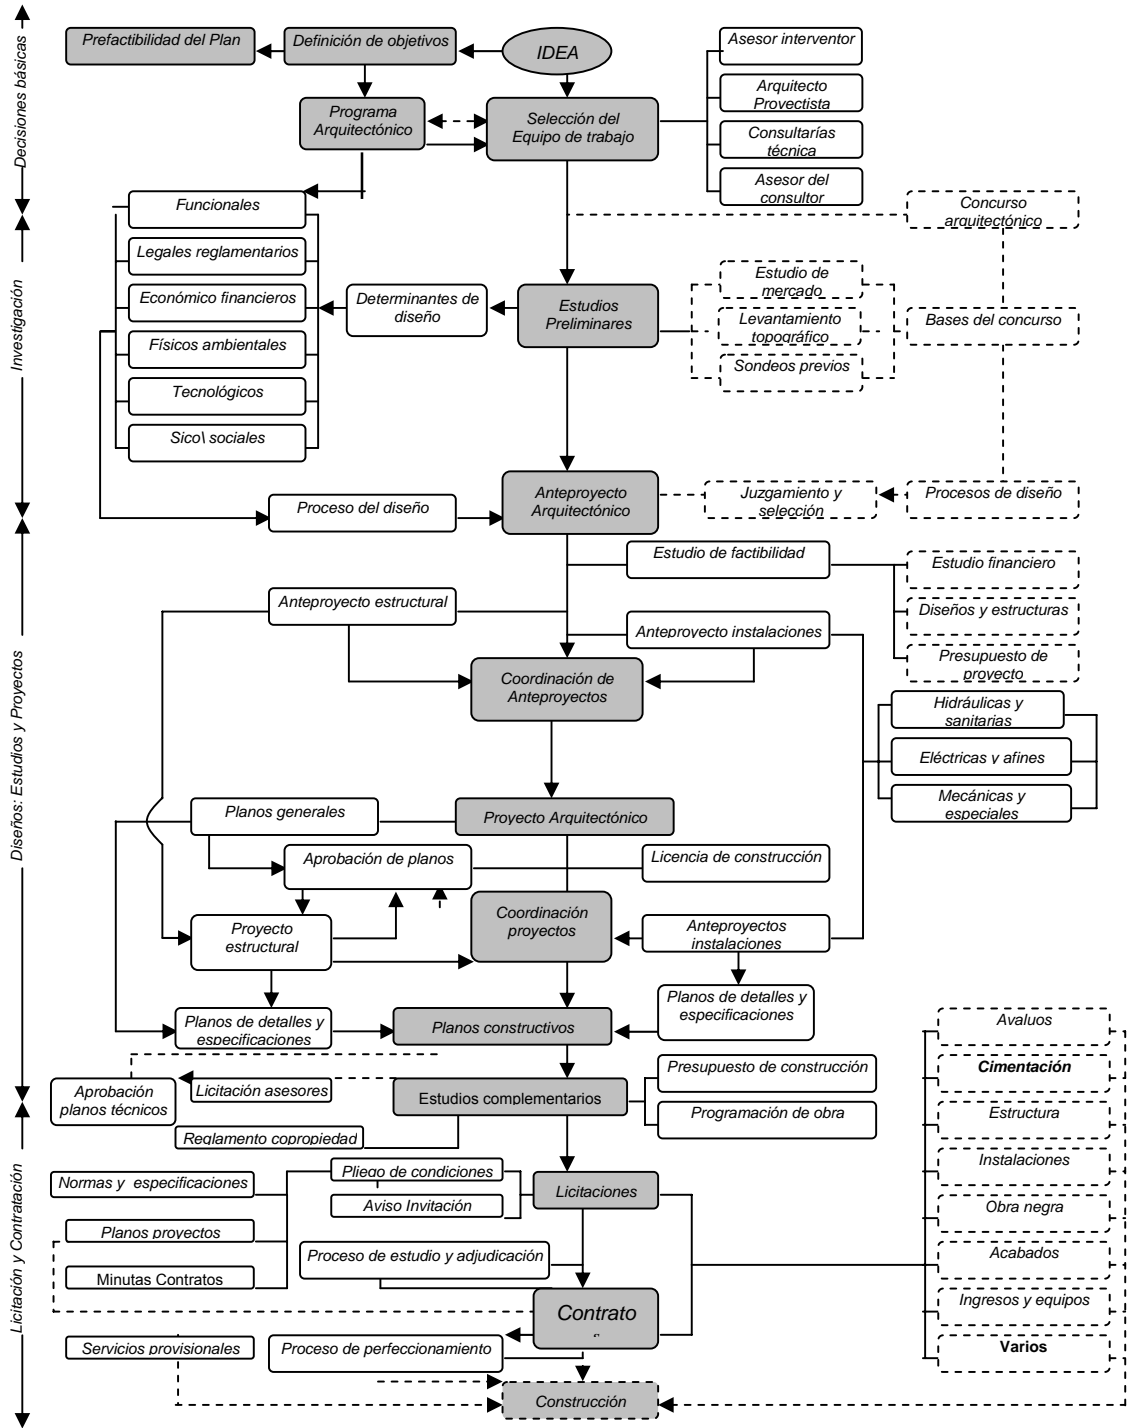 Decisiones básicas
Investigación
Diseños: Estudios y Proyectos
Licitación y Contratación
Prefactibilidad del Plan
Definición de objetivos
IDEA
Asesor interventor
Arquitecto
Provectista
Programa
Arquitectónico
Selección del
Equipo de trabajo
Consultarías
técnica
Asesor del
consultor
Funcionales
Concurso
arquitectónico
Legales reglamentarios
Estudio de
mercado
Económico financieros
Determinantes de
diseño
Estudios
Preliminares
Levantamiento
topográfico
Bases del concurso
Físicos ambientales
Sondeos previos
Tecnológicos
Sico\ sociales
Anteproyecto
Arquitectónico
Juzgamiento y
selección
Procesos de diseño
Proceso del diseño
Estudio de factibilidad
Estudio financiero
Anteproyecto estructural
Diseños y estructuras
Anteproyecto instalaciones
Presupuesto de
proyecto
Coordinación de
Anteproyectos
Hidráulicas y
sanitarias
Eléctricas y afines
Mecánicas y
especiales
Planos generales
Proyecto Arquitectónico
Aprobación de planos
Licencia de construcción
Coordinación
proyectos
Proyecto
estructural
Anteproyectos
instalaciones
Planos de detalles y
especificaciones
Planos de detalles y
especificaciones
Planos constructivos
Avaluos
Presupuesto de construcción
Cimentación
Aprobación
planos técnicos
Licitación asesores
Estudios complementarios
Programación de obra
Estructura
Reglamento copropiedad
Instalaciones
Normas y especificaciones
Pliego de condiciones
Licitaciones
Aviso Invitación
Obra negra
Planos proyectos
Proceso de estudio y adjudicación
Acabados
Minutas Contratos
Contrato
s
Ingresos y equipos
Servicios provisionales
Proceso de perfeccionamiento
Varios
Construcción